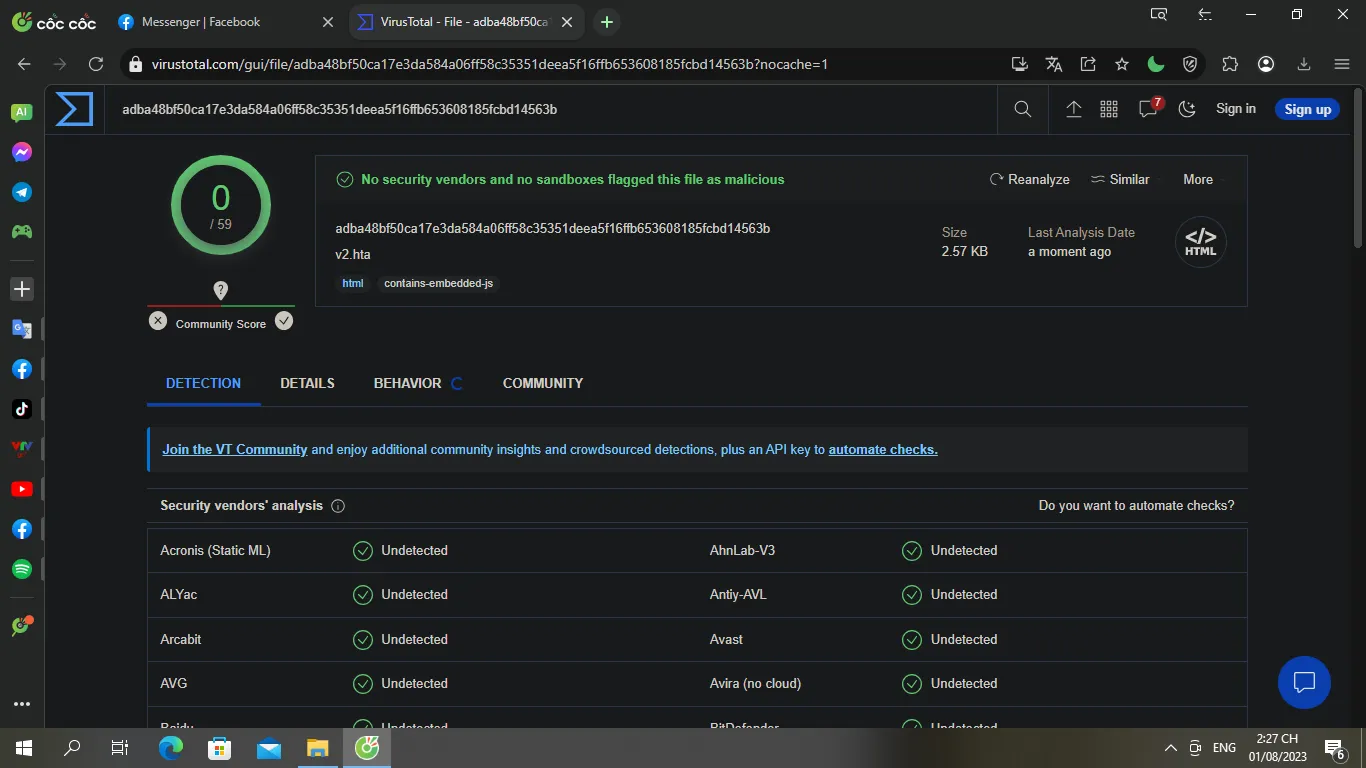 cốc cốc
Messenger | Facebook
VirusTotal - File - adba48bf50ca1
virustotal.com/gui/file/adba48bf50ca17e3da584a06ff58c35351deea5f16ffb653608185fcbd14563b?nocache=1
AI
adba48bf50ca17e3da584a06ff58c35351deea5f16ffb653608185fcbd14563b
7
Sign in
Sign up
0
/ 59
No security vendors and no sandboxes flagged this file as malicious
Reanalyze
Similar
More
adba48bf50ca17e3da584a06ff58c35351deea5f16ffb653608185fcbd14563b
v2.hta
Size
2.57 KB
Last Analysis Date
a moment ago
</>
HTML
html
contains-embedded-js
?
Community Score
DETECTION
DETAILS
BEHAVIOR
COMMUNITY
Join the VT Community and enjoy additional community insights and crowdsourced detections, plus an API key to automate checks.
Security vendors' analysis
Do you want to automate checks?
Acronis (Static ML)
Undetected
AhnLab-V3
Undetected
ALYac
Undetected
Antiy-AVL
Undetected
Arcabit
Undetected
Avast
Undetected
AVG
Undetected
Avira (no cloud)
Undetected
Baidu
Undetected
BitDefender
Undetected
ENG
2:27 CH
01/08/2023
6